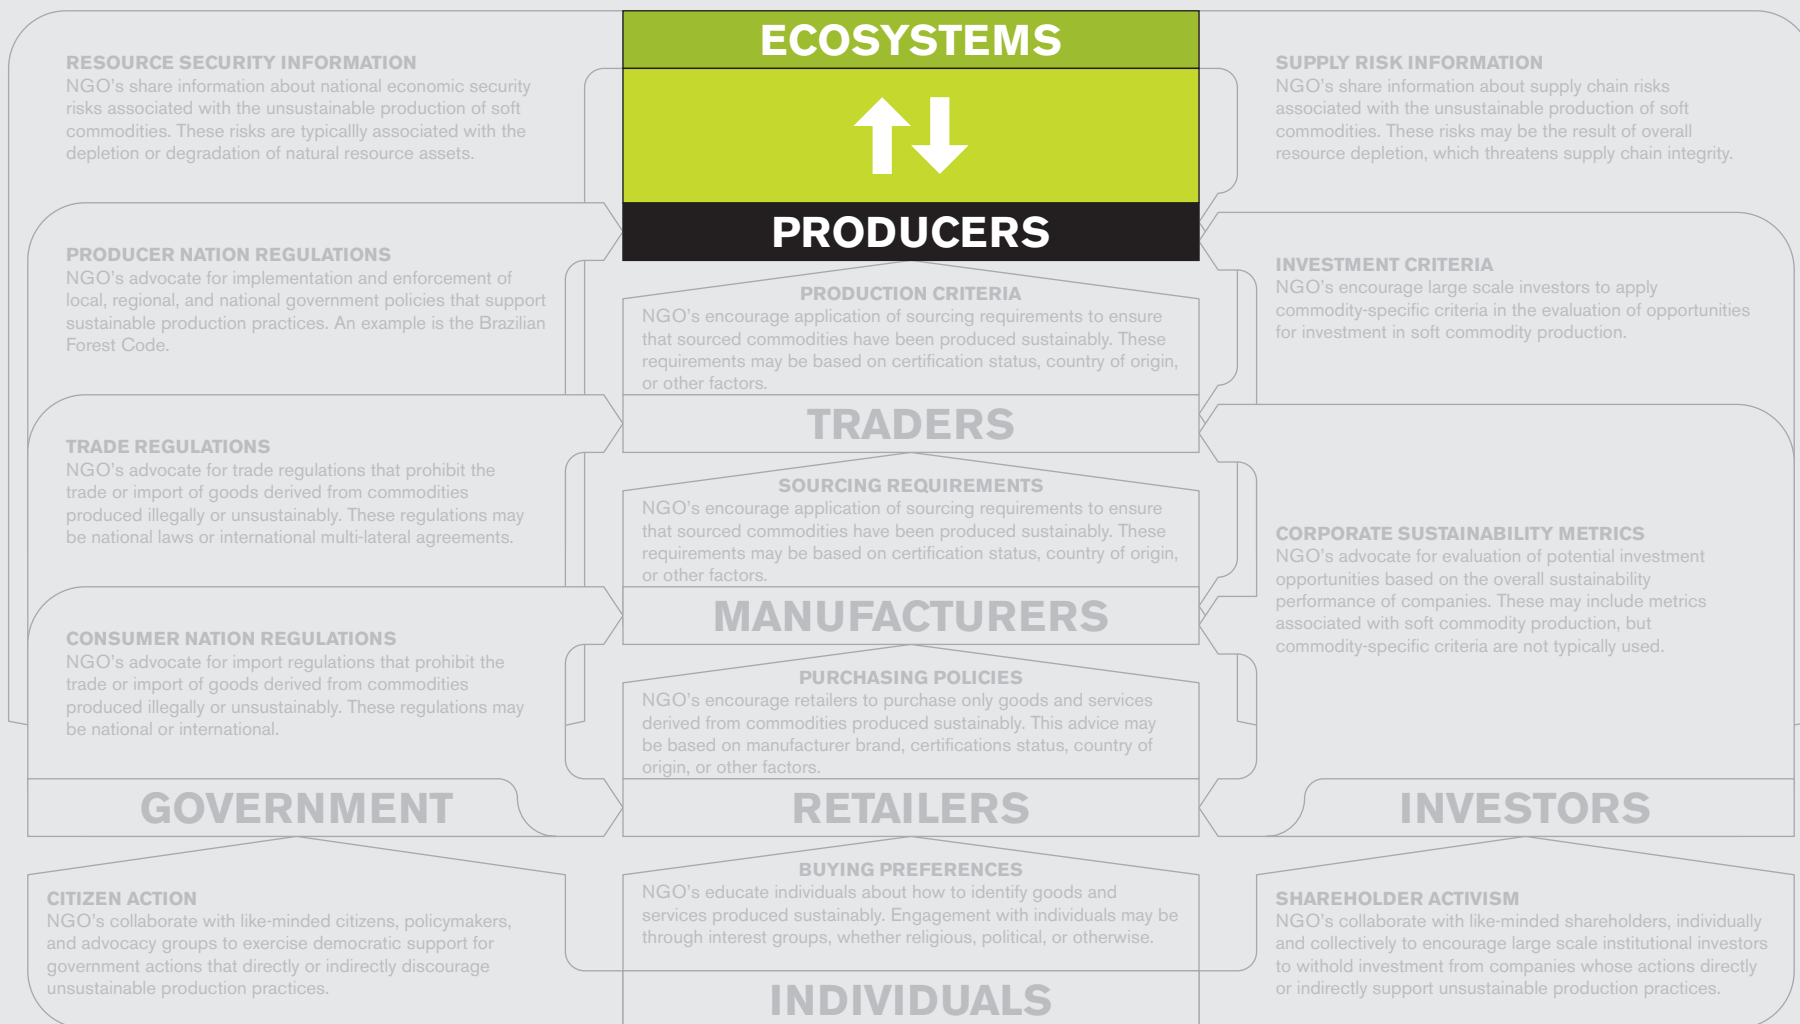 ECOSYSTEMS
RESOURCE SECURITY INFORMATION
NGO's share information about national economic security
risks associated with the unsustainable production of soft
commodities. These risks are typicallly associated with the
depletion or degradation of natural resource assets.
SUPPLY RISK INFORMATION
NGO's share information about supply chain risks
associated with the unsustainable production of soft
commodities. These risks may be the result of overall
resource depletion, which threatens supply chain integrity.
PRODUCERS
PRODUCER NATION REGULATIONS
NGO's advocate for implementation and enforcement of
local, regional, and national government policies that support
sustainable production practices. An example is the Brazilian
Forest Code.
PRODUCTION CRITERIA
NGO's encourage application of sourcing requirements to ensure
that sourced commodities have been produced sustainably. These
requirements may be based on certification status, country of origin,
or other factors.
INVESTMENT CRITERIA
NGO's encourage large scale investors to apply
commodity-specific criteria in the evaluation of opportunities
for investment in soft commodity production.
TRADERS
TRADE REGULATIONS
NGO's advocate for trade regulations that prohibit the
trade or import of goods derived from commodities
produced illegally or unsustainably. These regulations may
be national laws or international multi-lateral agreements.
SOURCING REQUIREMENTS
NGO's encourage application of sourcing requirements to ensure
that sourced commodities have been produced sustainably. These
requirements may be based on certification status, country of origin,
or other factors.
CORPORATE SUSTAINABILITY METRICS
NGO's advocate for evaluation of potential investment
opportunities based on the overall sustainability
performance of companies. These may include metrics
associated with soft commodity production, but
commodity-specific criteria are not typically used.
MANUFACTURERS
CONSUMER NATION REGULATIONS
NGO's advocate for import regulations that prohibit the
trade or import of goods derived from commodities
produced illegally or unsustainably. These regulations may
be national or international.
PURCHASING POLICIES
NGO's encourage retailers to purchase only goods and services
derived from commodities produced sustainably. This advice may
be based on manufacturer brand, certifications status, country of
origin, or other factors.
GOVERNMENT
RETAILERS
INVESTORS
CITIZEN ACTION
NGO's collaborate with like-minded citizens, policymakers,
and advocacy groups to exercise democratic support for
government actions that directly or indirectly discourage
unsustainable production practices.
BUYING PREFERENCES
NGO's educate individuals about how to identify goods and
services produced sustainably. Engagement with individuals may be
through interest groups, whether religious, political, or otherwise.
SHAREHOLDER ACTIVISM
NGO's collaborate with like-minded shareholders, individually
and collectively to encourage large scale institutional investors
to withold investment from companies whose actions directly
or indirectly support unsustainable production practices.
INDIVIDUALS